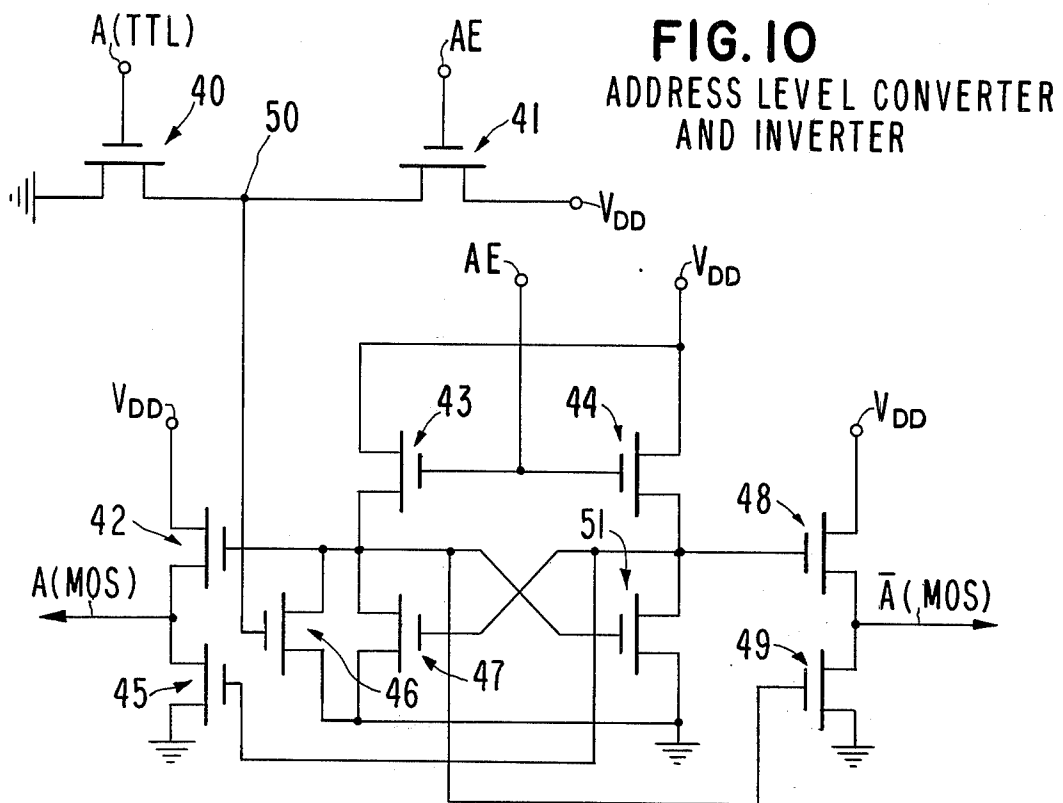 A(TTL)
AE
FIG. 10
ADDRESS LEVEL CONVERTER
AND INVERTER
40
50
41
VDD
AE
VDD
VDD
43
44
VDD
42
51
48
A(MOS)
A̅(MOS)
45
46
47
49